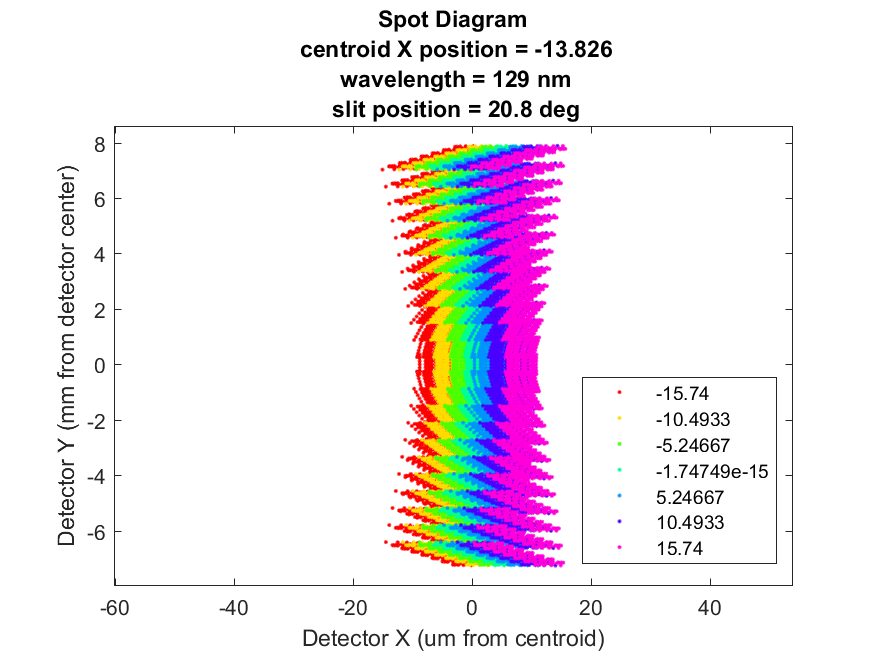 Spot Diagram
centroid X position = -13.826
wavelength = 129 nm
slit position = 20.8 deg
Detector Y (mm from detector center)
8
6
4
2
0
-2
-4
-6
-60
-40
-20
0
20
40
Detector X (um from centroid)
-15.74
-10.4933
-5.24667
-1.74749e-15
5.24667
10.4933
15.74